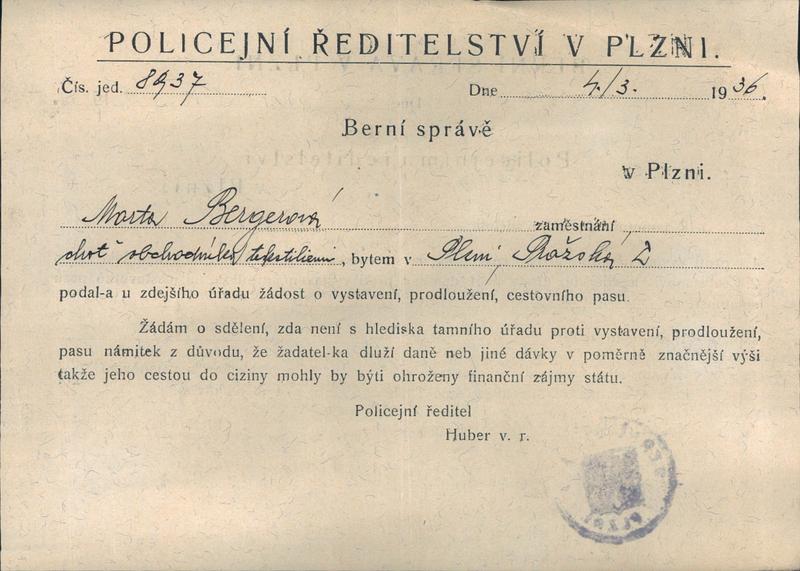 POLICEJNÍ ŘEDITELSTVÍ V PLZNI.
Čís. jed. 8937 Dne 4./3. 1936.
Berní správě
v Plzni.
Marta Bergerová zaměstnání
choť obchodníka textiliemi, bytem v Plzni, 2
podal-a u zdejšího úřadu žádost o vystavení, prodloužení, cestovního pasu.
Žádám o sdělení, zda není s hlediska tamního úřadu proti vystavení, prodloužení,
pasu námitek z důvodu, že žadatel-ka dluží daně neb jiné dávky v poměrně značnější výši
takže jeho cestou do ciziny mohly by býti ohroženy finanční zájmy státu.
Policejní ředitel
Huber v. r.